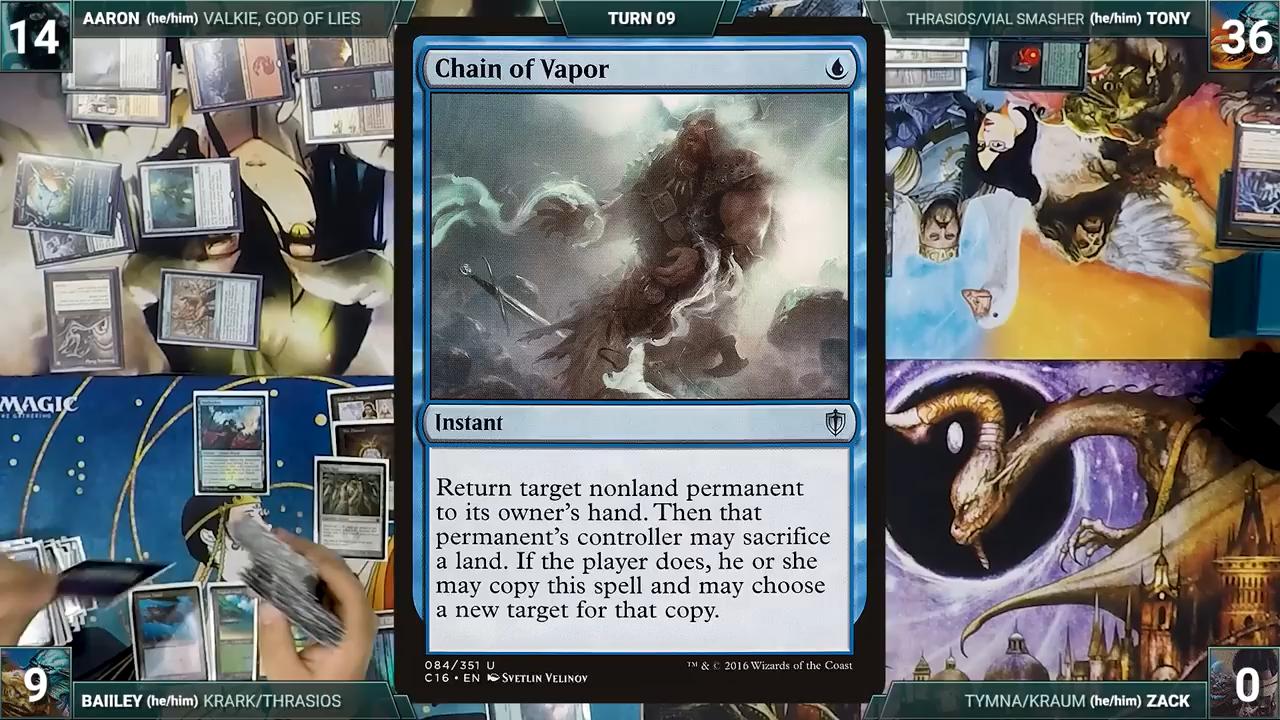 14
AARON (he/him) VALKIE, GOD OF LIES
TURN 09
THRASIOS/VIAL SMASHER (he/him) TONY
36
Chain of Vapor
Instant
Return target nonland permanent
to its owner's hand. Then that
permanent's controller may sacrifice
a land. If the player does, he or she
may copy this spell and may choose
a new target for that copy.
084/351 U
C16 • EN Svetlin Velinov
™ & © 2016 Wizards of the Coast
MAGIC
THE GATHERING
9
BAIILEY (he/him) KRARK/THRASIOS
TYMNA/KRAUM (he/him) ZACK
0